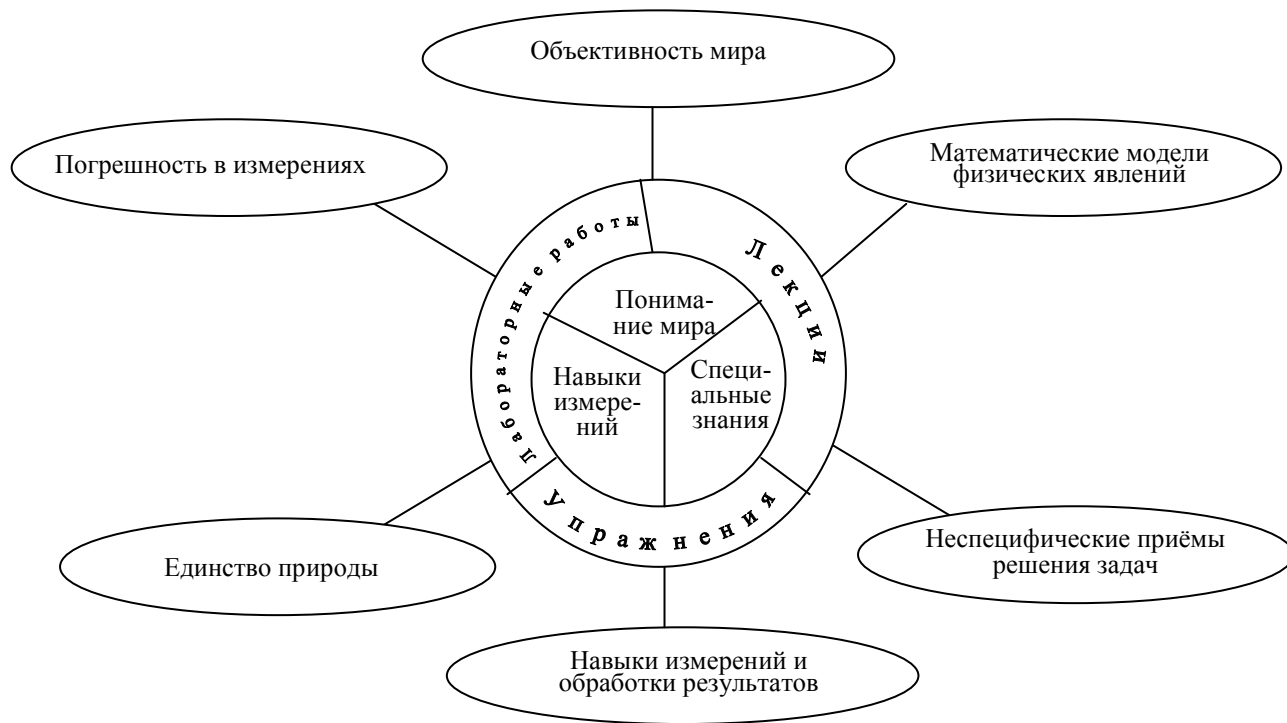 Объективность мира
Погрешность в измерениях
Математические модели
физических явлений
Лабораторные работы
Лекции
Понима-
ние мира
Навыки
измере-
ний
Специ-
альные
знания
Упражнения
Единство природы
Неспецифические приёмы
решения задач
Навыки измерений и
обработки результатов